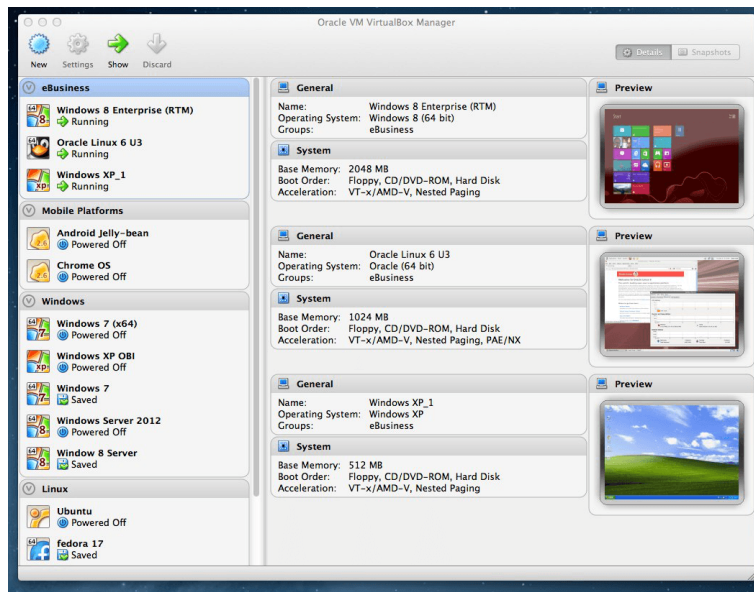 Oracle VM VirtualBox Manager
New Settings Show Discard
Details Snapshots
eBusiness
Windows 8 Enterprise (RTM)
Running
Oracle Linux 6 U3
Running
Windows XP_1
Running
Mobile Platforms
Android Jelly-bean
Powered Off
Chrome OS
Powered Off
Windows
Windows 7 (x64)
Powered Off
Windows XP OBI
Powered Off
Windows 7
Saved
Windows Server 2012
Powered Off
Window 8 Server
Saved
Linux
Ubuntu
Powered Off
fedora 17
Saved
General
Name: Windows 8 Enterprise (RTM)
Operating System: Windows 8 (64 bit)
Groups: eBusiness
System
Base Memory: 2048 MB
Boot Order: Floppy, CD/DVD-ROM, Hard Disk
Acceleration: VT-x/AMD-V, Nested Paging
Preview
General
Name: Oracle Linux 6 U3
Operating System: Oracle (64 bit)
Groups: eBusiness
System
Base Memory: 1024 MB
Boot Order: Floppy, CD/DVD-ROM, Hard Disk
Acceleration: VT-x/AMD-V, Nested Paging, PAE/NX
Preview
General
Name: Windows XP_1
Operating System: Windows XP
Groups: eBusiness
System
Base Memory: 512 MB
Boot Order: Floppy, CD/DVD-ROM, Hard Disk
Acceleration: VT-x/AMD-V, Nested Paging
Preview